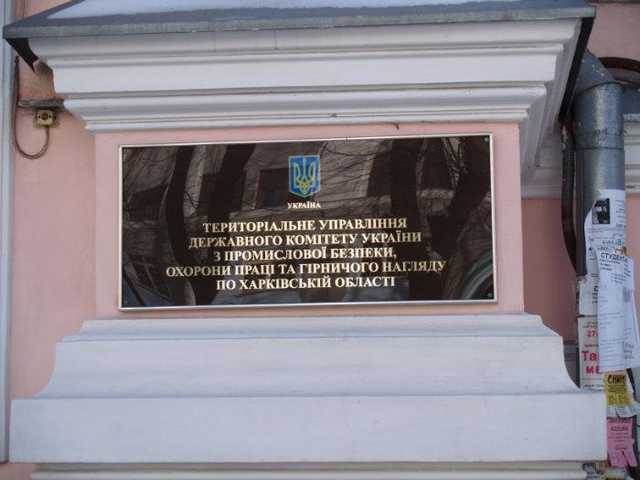 УКРАЇНА
ТЕРИТОРІАЛЬНЕ УПРАВЛІННЯ
ДЕРЖАВНОГО КОМІТЕТУ УКРАЇНИ
З ПРОМИСЛОВОЇ БЕЗПЕКИ,
ОХОРОНИ ПРАЦІ ТА ГІРНИЧОГО НАГЛЯДУ
ПО ХАРКІВСЬКІЙ ОБЛАСТІ